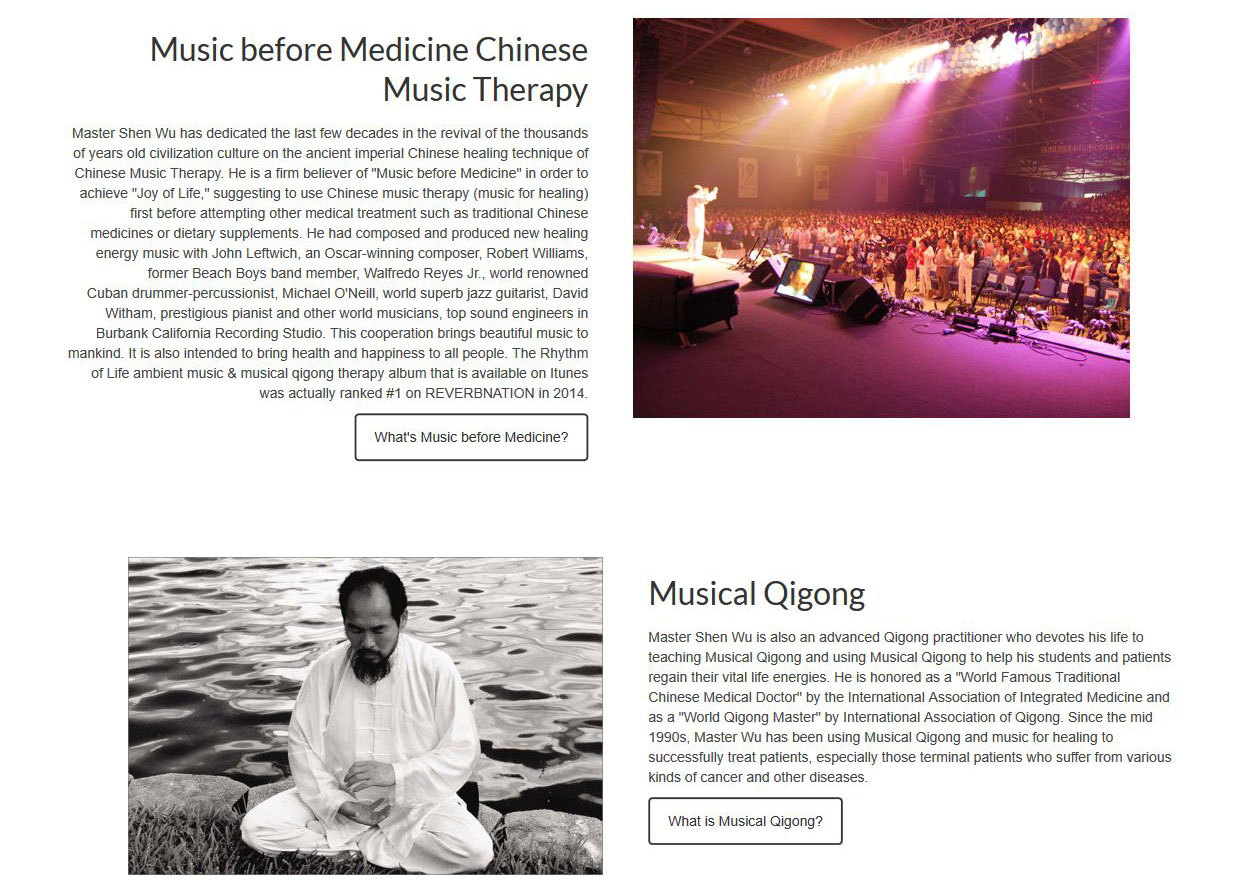 Music before Medicine Chinese
Music Therapy
Master Shen Wu has dedicated the last few decades in the revival of the thousands
of years old civilization culture on the ancient imperial Chinese healing technique of
Chinese Music Therapy. He is a firm believer of "Music before Medicine" in order to
achieve "Joy of Life," suggesting to use Chinese music therapy (music for healing)
first before attempting other medical treatment such as traditional Chinese
medicines or dietary supplements. He had composed and produced new healing
energy music with John Leftwich, an Oscar-winning composer, Robert Williams,
former Beach Boys band member, Walfredo Reyes Jr., world renowned
Cuban drummer-percussionist, Michael O'Neill, world superb jazz guitarist, David
Witham, prestigious pianist and other world musicians, top sound engineers in
Burbank California Recording Studio. This cooperation brings beautiful music to
mankind. It is also intended to bring health and happiness to all people. The Rhythm
of Life ambient music & musical qigong therapy album that is available on Itunes
was actually ranked #1 on REVERBNATION in 2014.
What's Music before Medicine?
Musical Qigong
Master Shen Wu is also an advanced Qigong practitioner who devotes his life to
teaching Musical Qigong and using Musical Qigong to help his students and patients
regain their vital life energies. He is honored as a "World Famous Traditional
Chinese Medical Doctor" by the International Association of Integrated Medicine and
as a "World Qigong Master" by International Association of Qigong. Since the mid
1990s, Master Wu has been using Musical Qigong and music for healing to
successfully treat patients, especially those terminal patients who suffer from various
kinds of cancer and other diseases.
What is Musical Qigong?